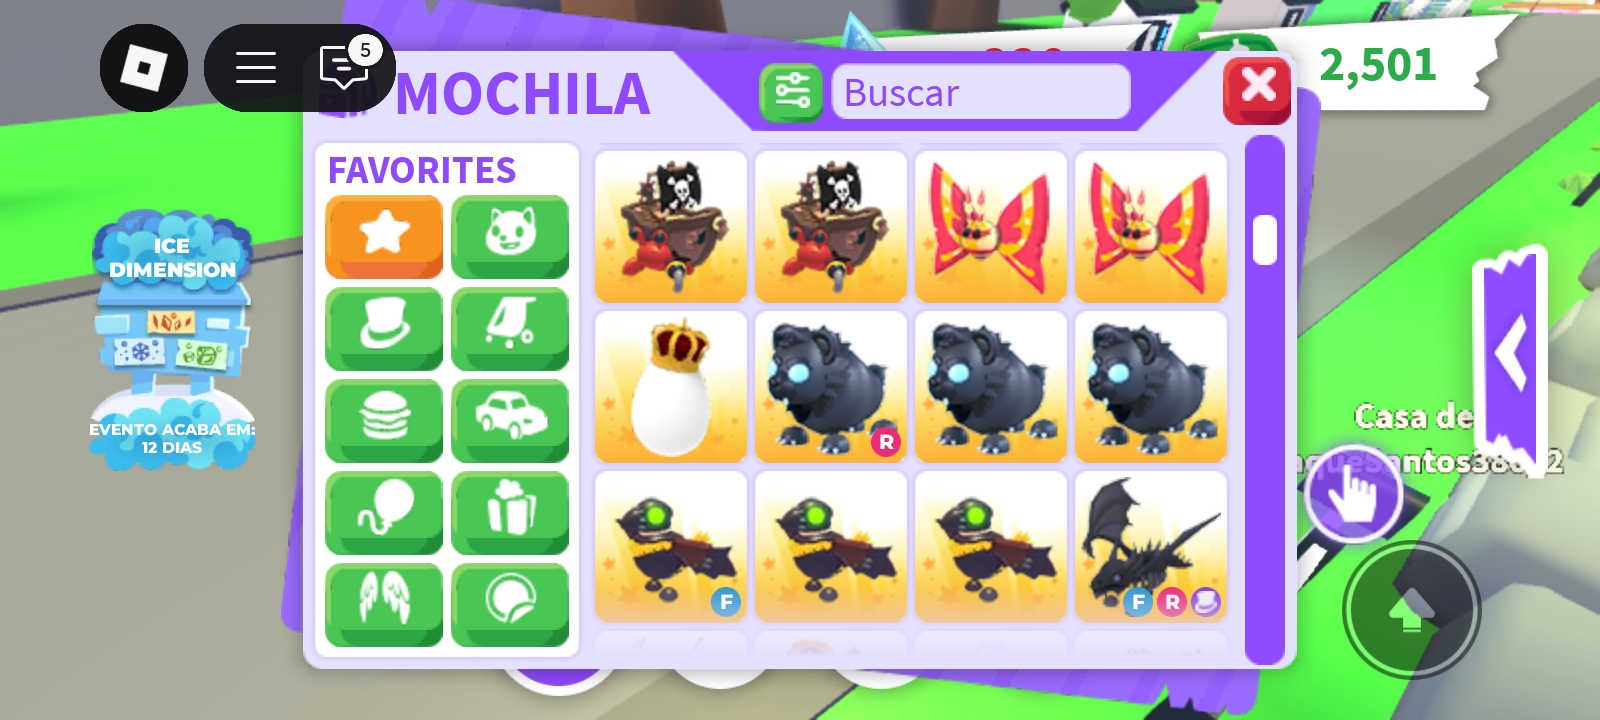 5
MOCHILA
Buscar
2,501
FAVORITES
ICE
DIMENSION
EVENTO ACABA EM:
12 DIAS
R
F
F R
Casa de